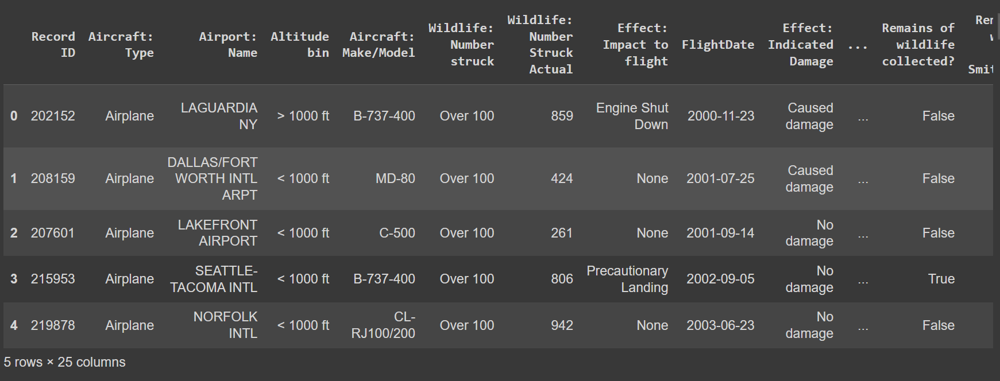 Record ID Aircraft: Type Airport: Name Altitude bin Aircraft: Make/Model Wildlife: Number struck Wildlife: Number Struck Actual Effect: Impact to flight FlightDate Effect: Indicated Damage ... Remains of wildlife collected?
0 202152 Airplane LAGUARDIA NY > 1000 ft B-737-400 Over 100 859 Engine Shut Down 2000-11-23 Caused damage ... False
1 208159 Airplane DALLAS/FORT WORTH INTL ARPT < 1000 ft MD-80 Over 100 424 None 2001-07-25 Caused damage ... False
2 207601 Airplane LAKEFRONT AIRPORT < 1000 ft C-500 Over 100 261 None 2001-09-14 No damage ... False
3 215953 Airplane SEATTLE-TACOMA INTL < 1000 ft B-737-400 Over 100 806 Precautionary Landing 2002-09-05 No damage ... True
4 219878 Airplane NORFOLK INTL < 1000 ft CL-RJ100/200 Over 100 942 None 2003-06-23 No damage ... False
5 rows × 25 columns